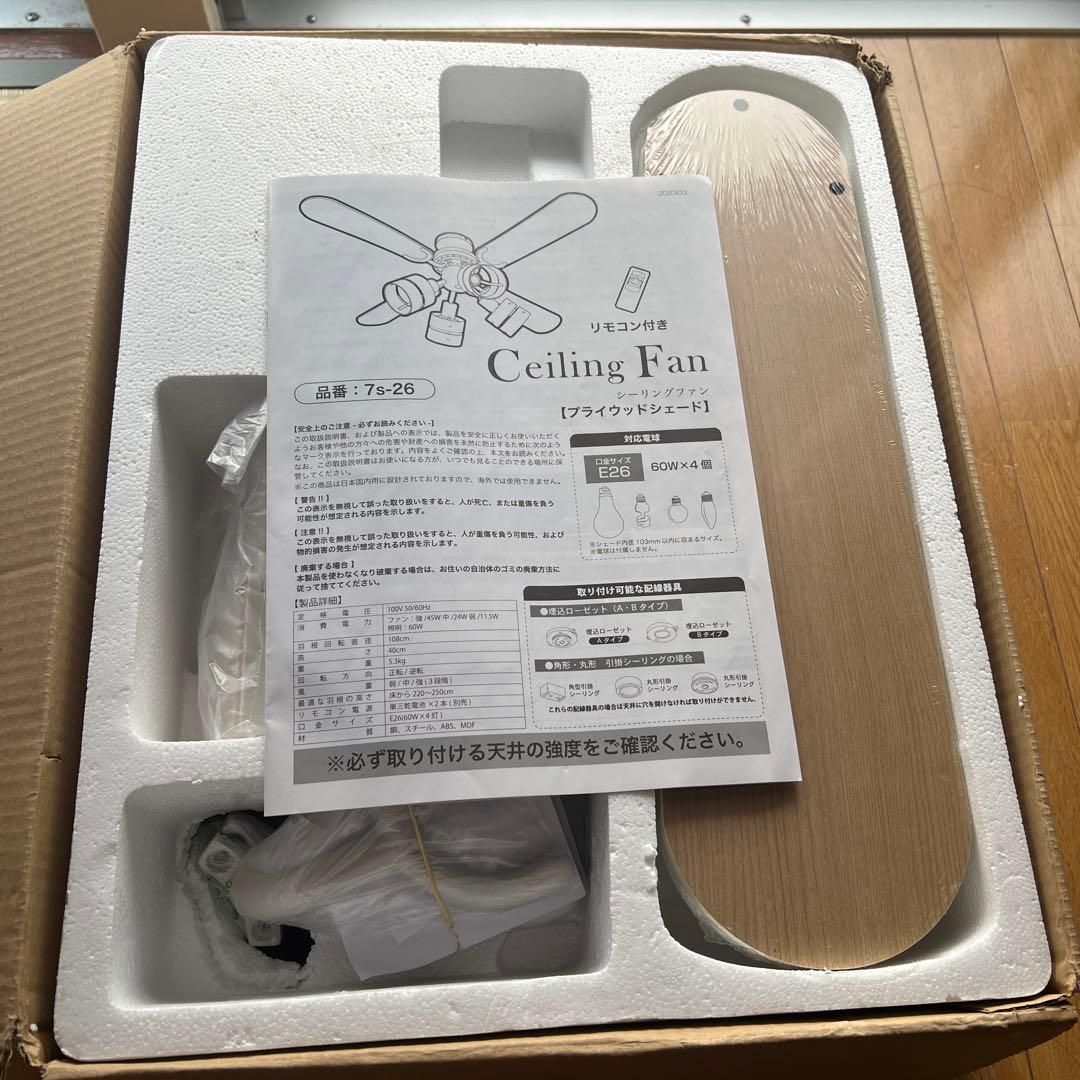 202303
リモコン付き
Ceiling Fan
品番：7s-26
シーリングファン
【プライウッドシェード】
【安全上のご注意 - 必ずお読みください -】
この取扱説明書、および製品への表示では、製品を安全に正しくお使いいただく
ようお客様や他の方々への危害や財産への損害を未然に防止するために次のよう
なマーク表示を行っております。内容をよくご確認の上、本文をお読みください。
なお、この取扱説明書はお使いになる方が、いつでも見ることのできる場所に保
管してください。
※この商品は日本国内用に設計されておりますので、海外では使用できません。
【 警告 !! 】
この表示を無視して誤った取り扱いをすると、人が死亡、または重傷を負う
可能性が想定される内容を示します。
【 注意 !! 】
この表示を無視して誤った取り扱いをすると、人が重傷を負う可能性、および
物的損害の発生が想定される内容を示します。
【 廃棄する場合 】
本製品を使わなくなり破棄する場合は、お住いの自治体のゴミの廃棄方法に
従って捨ててください。
対応電球
口金サイズ
E26
60W×４個
※シェード内径 103mm 以内に収まるサイズ。
※電球は付属しません。
【製品詳細】
定格電圧 100V 50/60Hz
消費電力 ファン：強 /45W 中 /24W 弱 /11.5W
照明：60W
羽根回転直径 108cm
高さ 40cm
重量 5.3kg
回転方向 正転 / 逆転
風量 弱 / 中 / 強 ( ３段階 )
最適な羽根の高さ 床から 220〜250cm
リモコン電源 単三乾電池 ×２本 ( 別売 )
口金サイズ E26(60W×４灯 )
材質 銅、スチール、ABS、MDF
取り付け可能な配線器具
●埋込ローゼット（A・B タイプ）
埋込ローゼット
A タイプ
埋込ローゼット
B タイプ
●角形・丸形 引掛シーリングの場合
角型引掛
シーリング
丸形引掛
シーリング
丸形引掛
シーリング
これらの配線器具の場合は天井に穴を開けなければ取り付けができません。
※必ず取り付ける天井の強度をご確認ください。